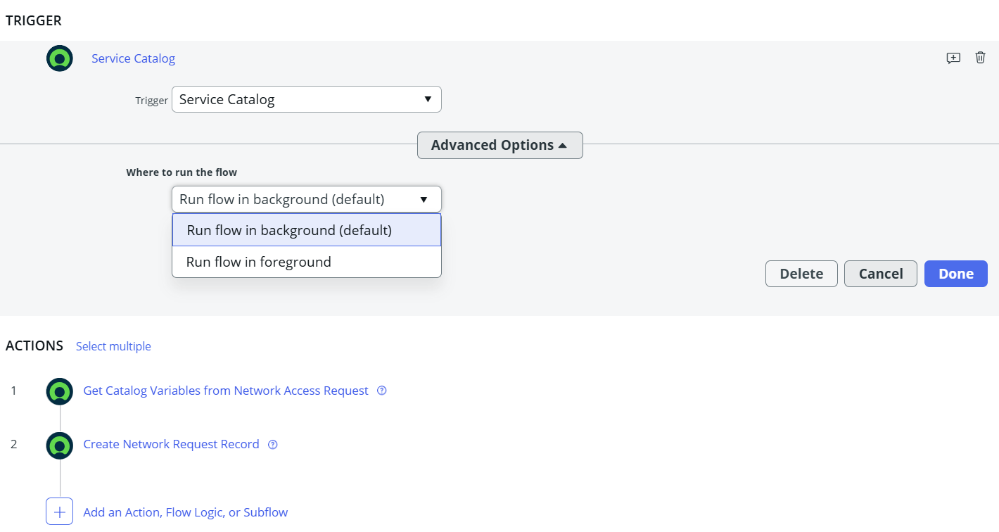 TRIGGER
Service Catalog
Trigger
Service Catalog
Advanced Options
Where to run the flow
Run flow in background (default)
Run flow in background (default)
Run flow in foreground
Delete
Cancel
Done
ACTIONS
Select multiple
1
Get Catalog Variables from Network Access Request
2
Create Network Request Record
Add an Action, Flow Logic, or Subflow